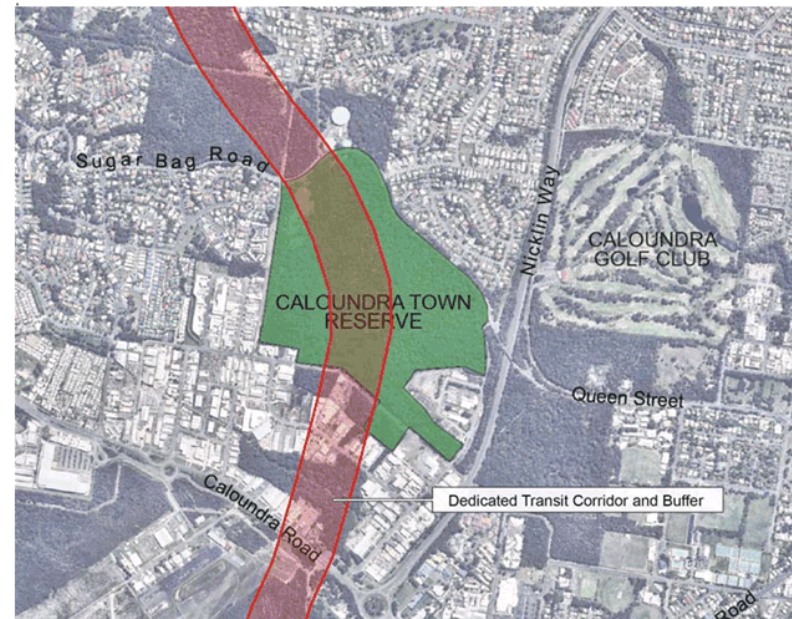 Sugar Bag Road
Nicklin Way
CALOUNDRA
GOLF CLUB
CALOUNDRA TOWN
RESERVE
Queen Street
Caloundra Road
Dedicated Transit Corridor and Buffer
Road